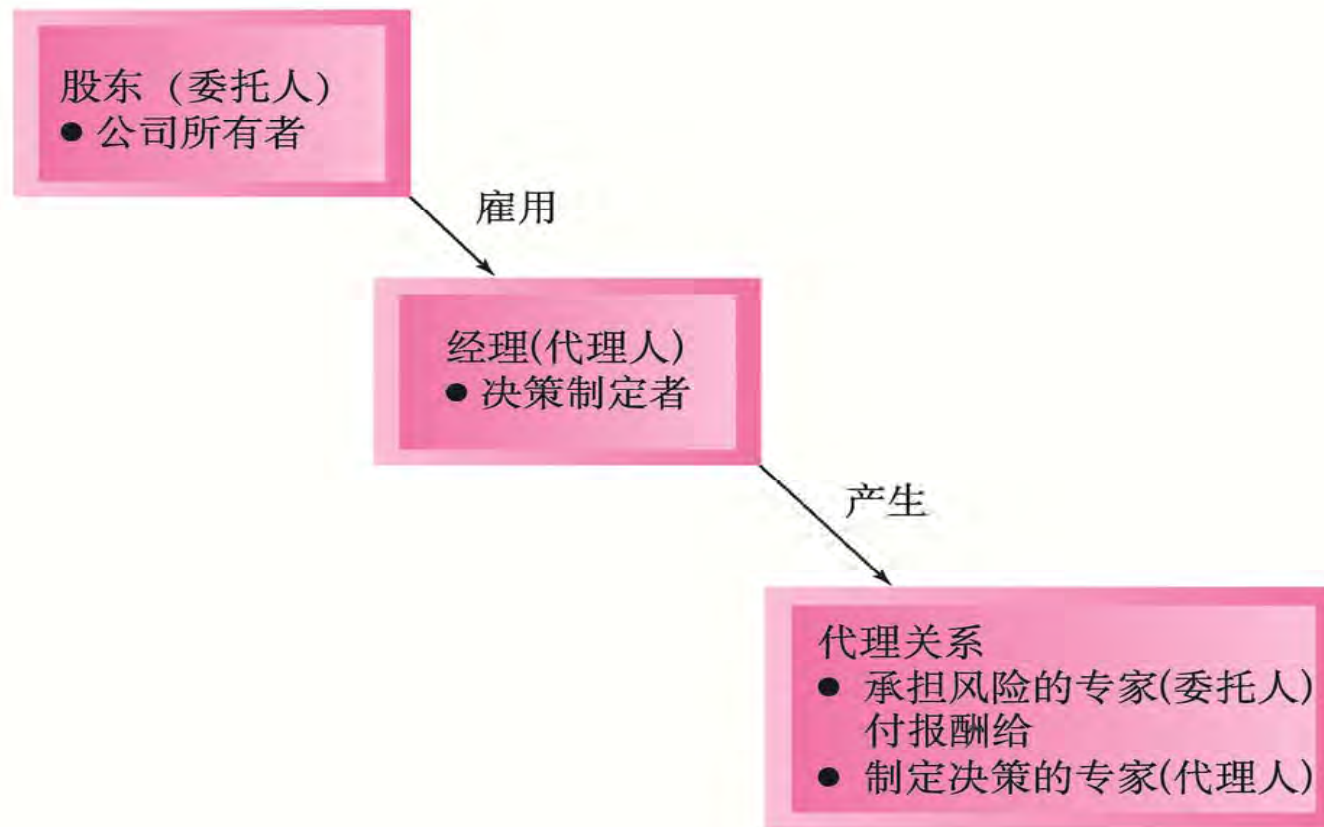 股东（委托人）
● 公司所有者
雇用
经理(代理人)
● 决策制定者
产生
代理关系
● 承担风险的专家(委托人)
付报酬给
● 制定决策的专家(代理人)